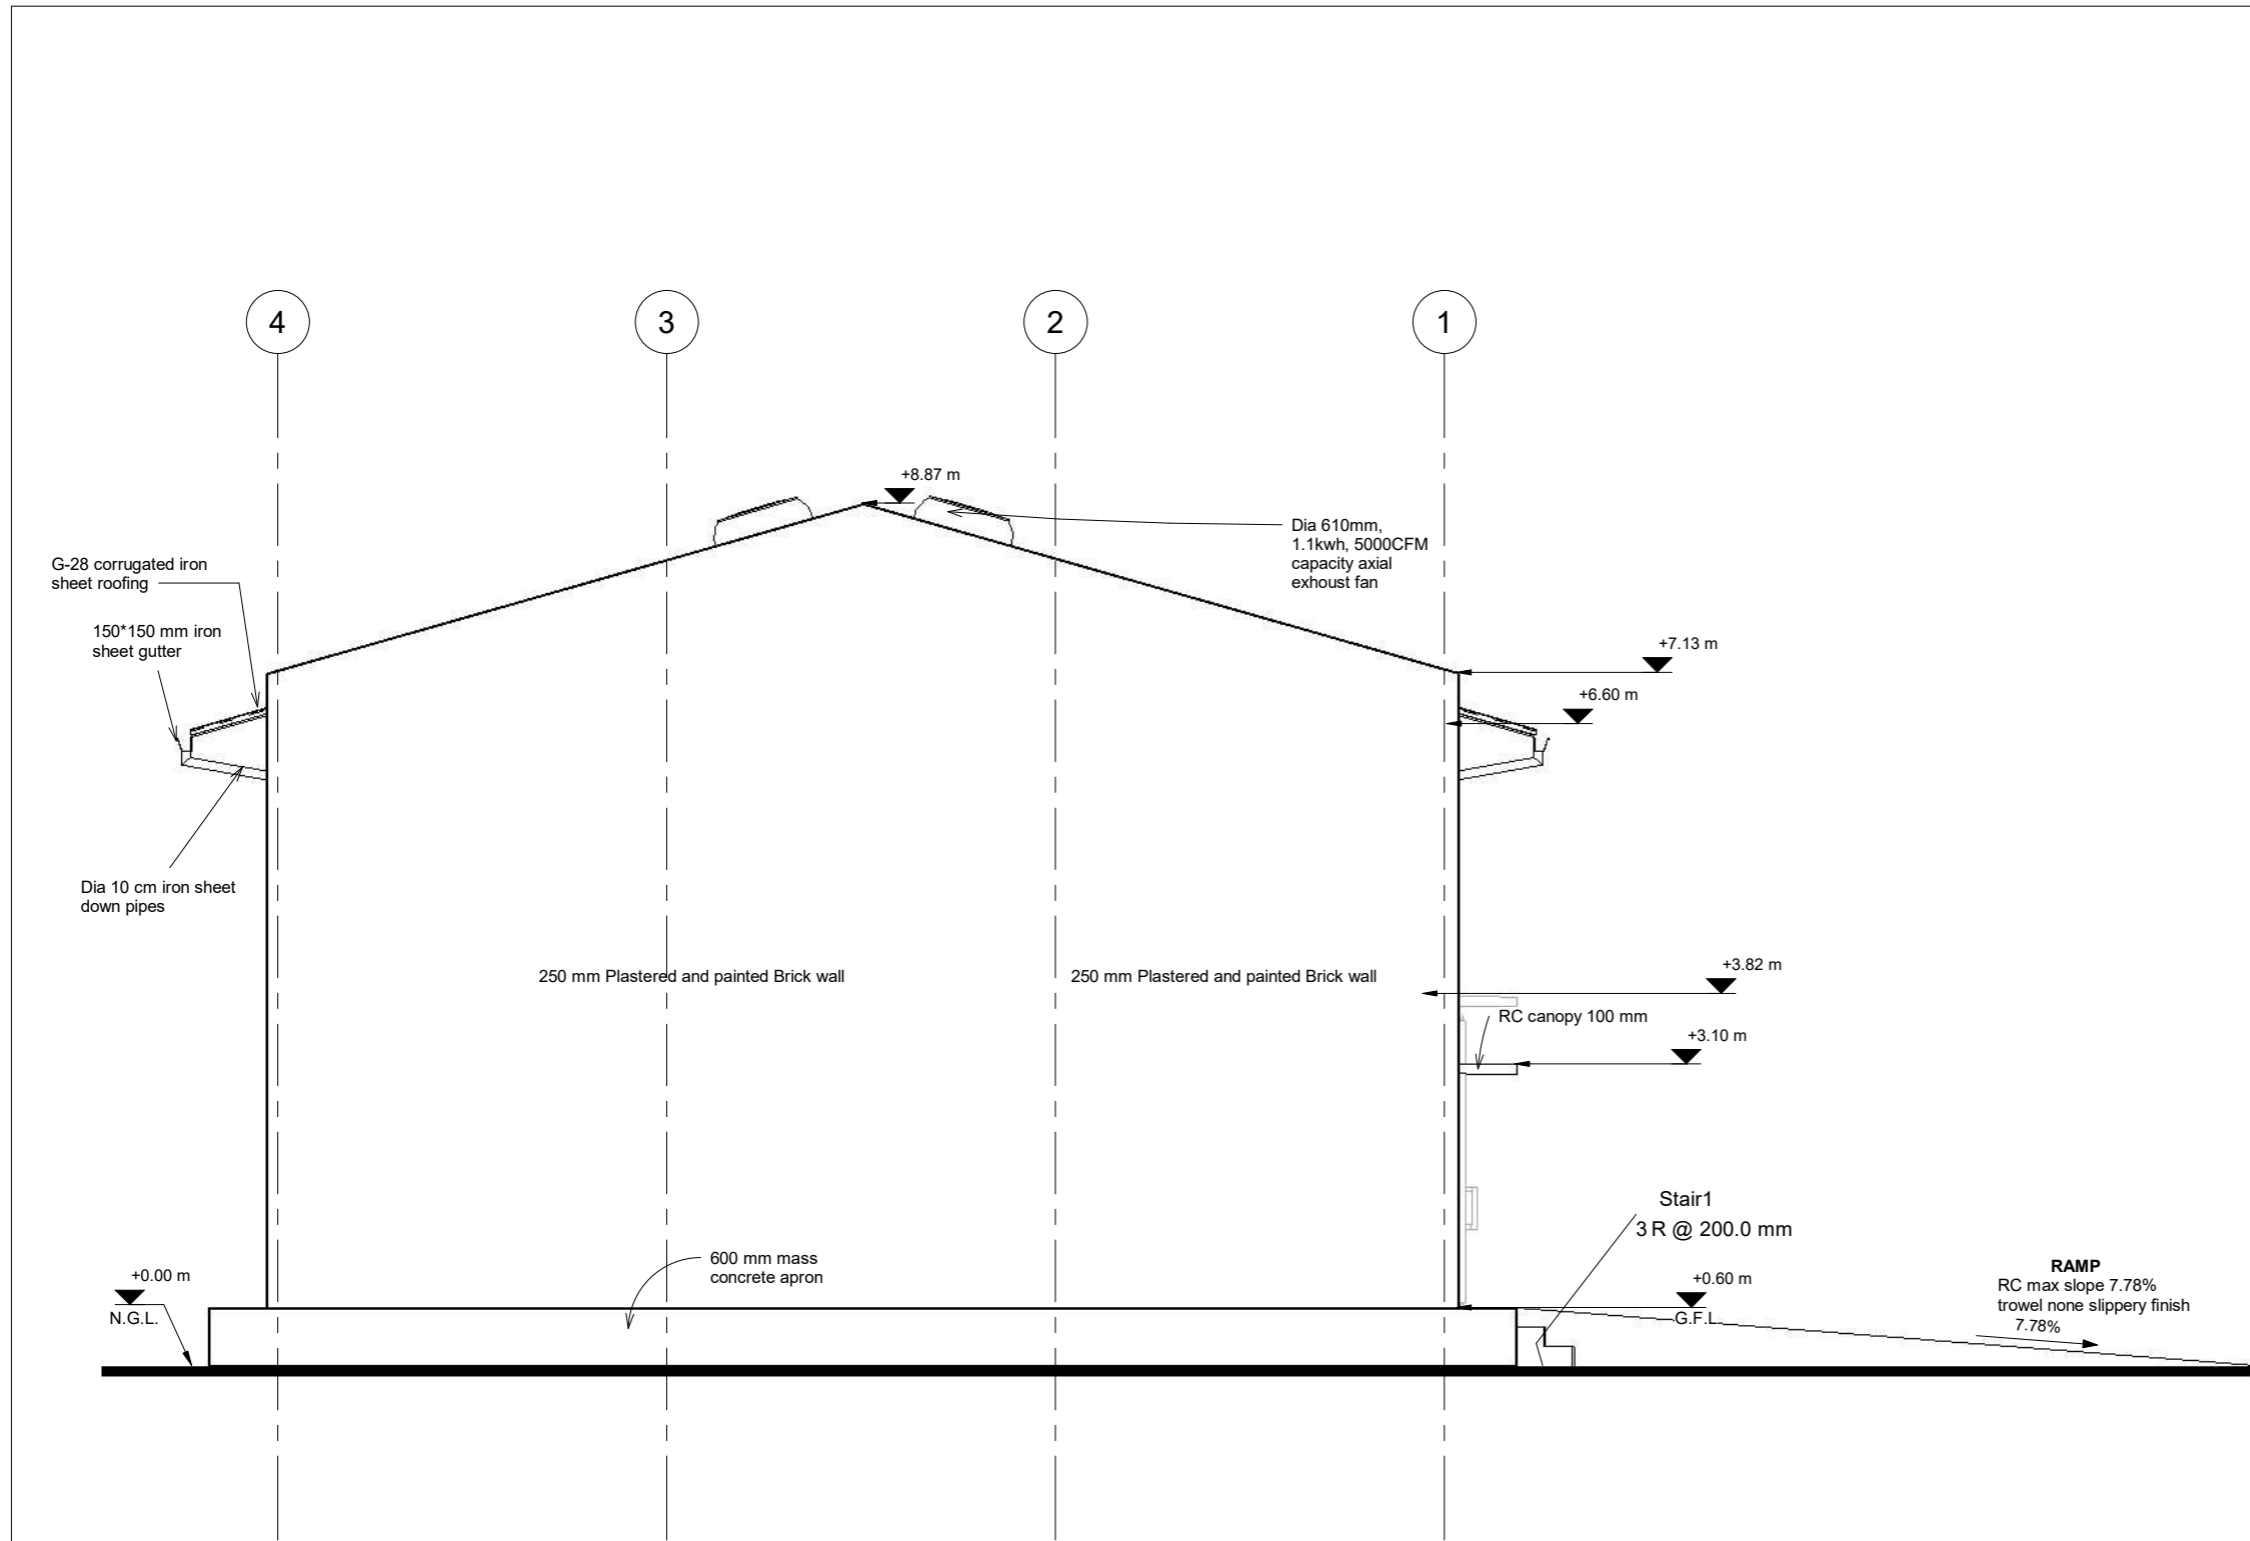 4
3
2
1
+8.87 m
Dia 610mm,
1.1kwh, 5000CFM
capacity axial
exhoust fan
G-28 corrugated iron
sheet roofing
150*150 mm iron
sheet gutter
+7.13 m
+6.60 m
Dia 10 cm iron sheet
down pipes
250 mm Plastered and painted Brick wall
250 mm Plastered and painted Brick wall
+3.82 m
RC canopy 100 mm
+3.10 m
Stair1
3 R @ 200.0 mm
600 mm mass
concrete apron
+0.00 m
N.G.L.
+0.60 m
G.F.L.
RAMP
RC max slope 7.78%
trowel none slippery finish
7.78%